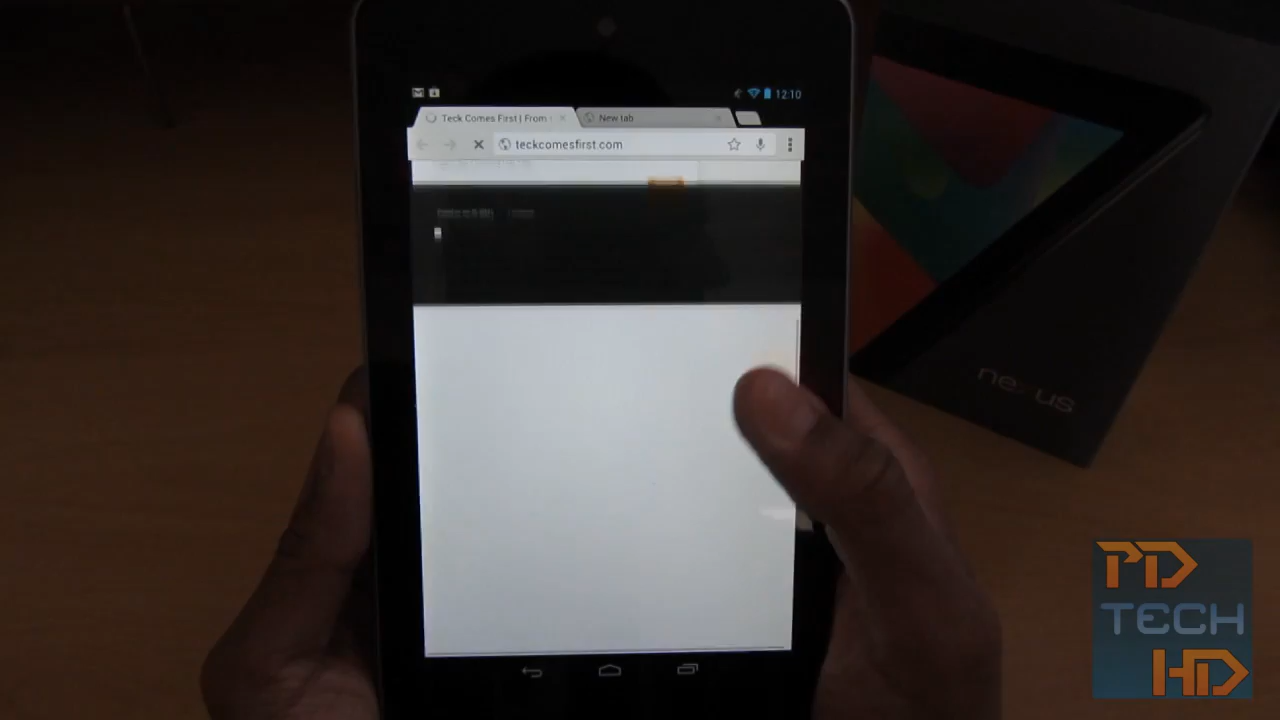 12:10
Teck Comes First | From
New tab
teckcomesfirst.com
nexus
PD
TECH
HD